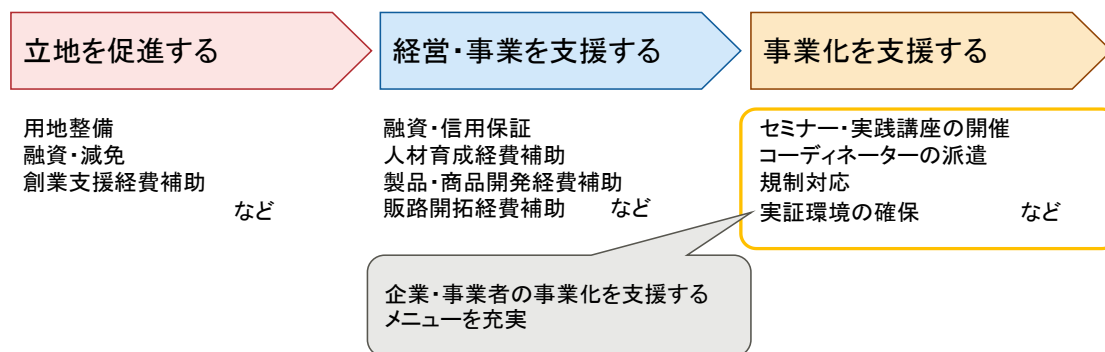 立地を促進する
経営・事業を支援する
事業化を支援する
用地整備
融資・減免
創業支援経費補助
など
融資・信用保証
人材育成経費補助
製品・商品開発経費補助
販路開拓経費補助　など
セミナー・実践講座の開催
コーディネーターの派遣
規制対応
実証環境の確保　など
企業・事業者の事業化を支援する
メニューを充実